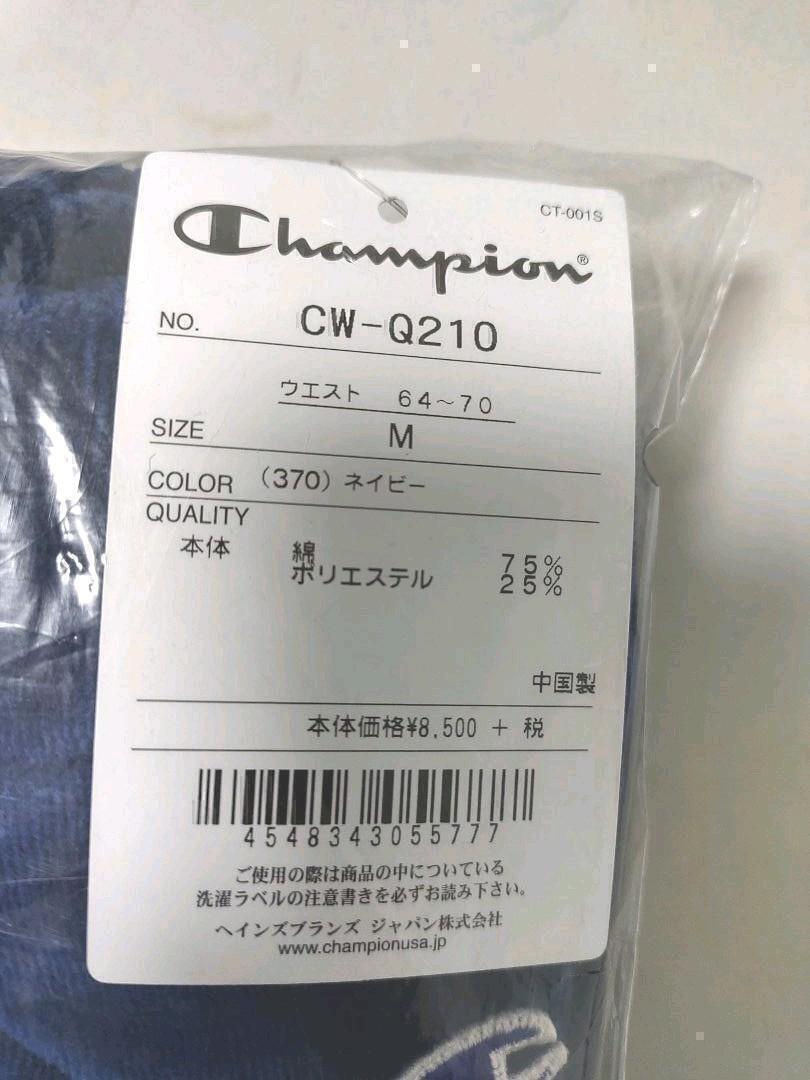 CT-001S
Champion®
NO. CW-Q210
ウエスト 64~70
SIZE M
COLOR (370) ネイビー
QUALITY
本体 綿 75%
ポリエステル 25%
中国製
本体価格¥8,500 + 税
4548343055777
ご使用の際は商品の中についている
洗濯ラベルの注意書きを必ずお読み下さい。
ヘインズブランズ ジャパン株式会社
www.championusa.jp